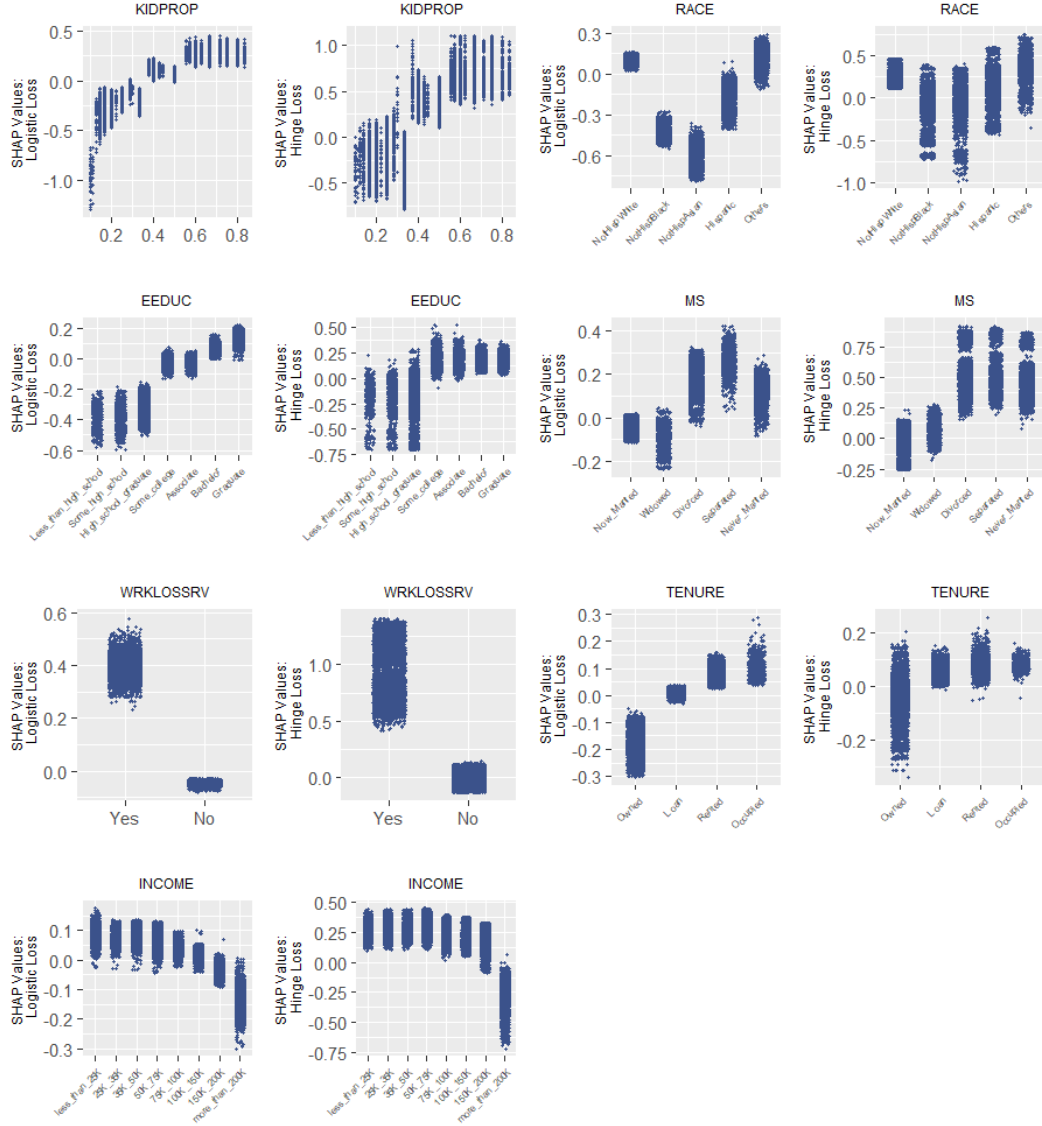 KIDPROP
SHAP Values:
Logistic Loss
0.5
0.0
-0.5
-1.0
0.2
0.4
0.6
0.8
KIDPROP
SHAP Values:
Hinge Loss
1.0
0.5
0.0
-0.5
0.2
0.4
0.6
0.8
RACE
SHAP Values:
Logistic Loss
0.3
0.0
-0.3
-0.6
NotHispWhite
NotHispBlack
NotHispAsian
Hispanic
Others
RACE
SHAP Values:
Hinge Loss
0.5
0.0
-0.5
-1.0
NotHispWhite
NotHispBlack
NotHispAsian
Hispanic
Others
EEDUC
SHAP Values:
Logistic Loss
0.2
0.0
-0.2
-0.4
-0.6
Less_than_high_school
Some_high_school
High_school_graduate
Some_college
Associate
Bachelor
Graduate
EEDUC
SHAP Values:
Hinge Loss
0.50
0.25
0.00
-0.25
-0.50
-0.75
Less_than_high_school
Some_high_school
High_school_graduate
Some_college
Associate
Bachelor
Graduate
MS
SHAP Values:
Logistic Loss
0.4
0.2
0.0
-0.2
Now_Married
Widowed
Divorced
Separated
Never_Married
MS
SHAP Values:
Hinge Loss
0.75
0.50
0.25
0.00
-0.25
Now_Married
Widowed
Divorced
Separated
Never_Married
WRKLOSSRV
SHAP Values:
Logistic Loss
0.6
0.4
0.2
0.0
Yes
No
WRKLOSSRV
SHAP Values:
Hinge Loss
1.0
0.5
0.0
Yes
No
TENURE
SHAP Values:
Logistic Loss
0.3
0.2
0.1
0.0
-0.1
-0.2
-0.3
Owned
Loan
Rented
Occupied
TENURE
SHAP Values:
Hinge Loss
0.2
0.0
-0.2
Owned
Loan
Rented
Occupied
INCOME
SHAP Values:
Logistic Loss
0.1
0.0
-0.1
-0.2
-0.3
less_than_25K
25K_35K
35K_50K
50K_75K
75K_100K
100K_150K
150K_200K
more_than_200K
INCOME
SHAP Values:
Hinge Loss
0.50
0.25
0.00
-0.25
-0.50
-0.75
less_than_25K
25K_35K
35K_50K
50K_75K
75K_100K
100K_150K
150K_200K
more_than_200K